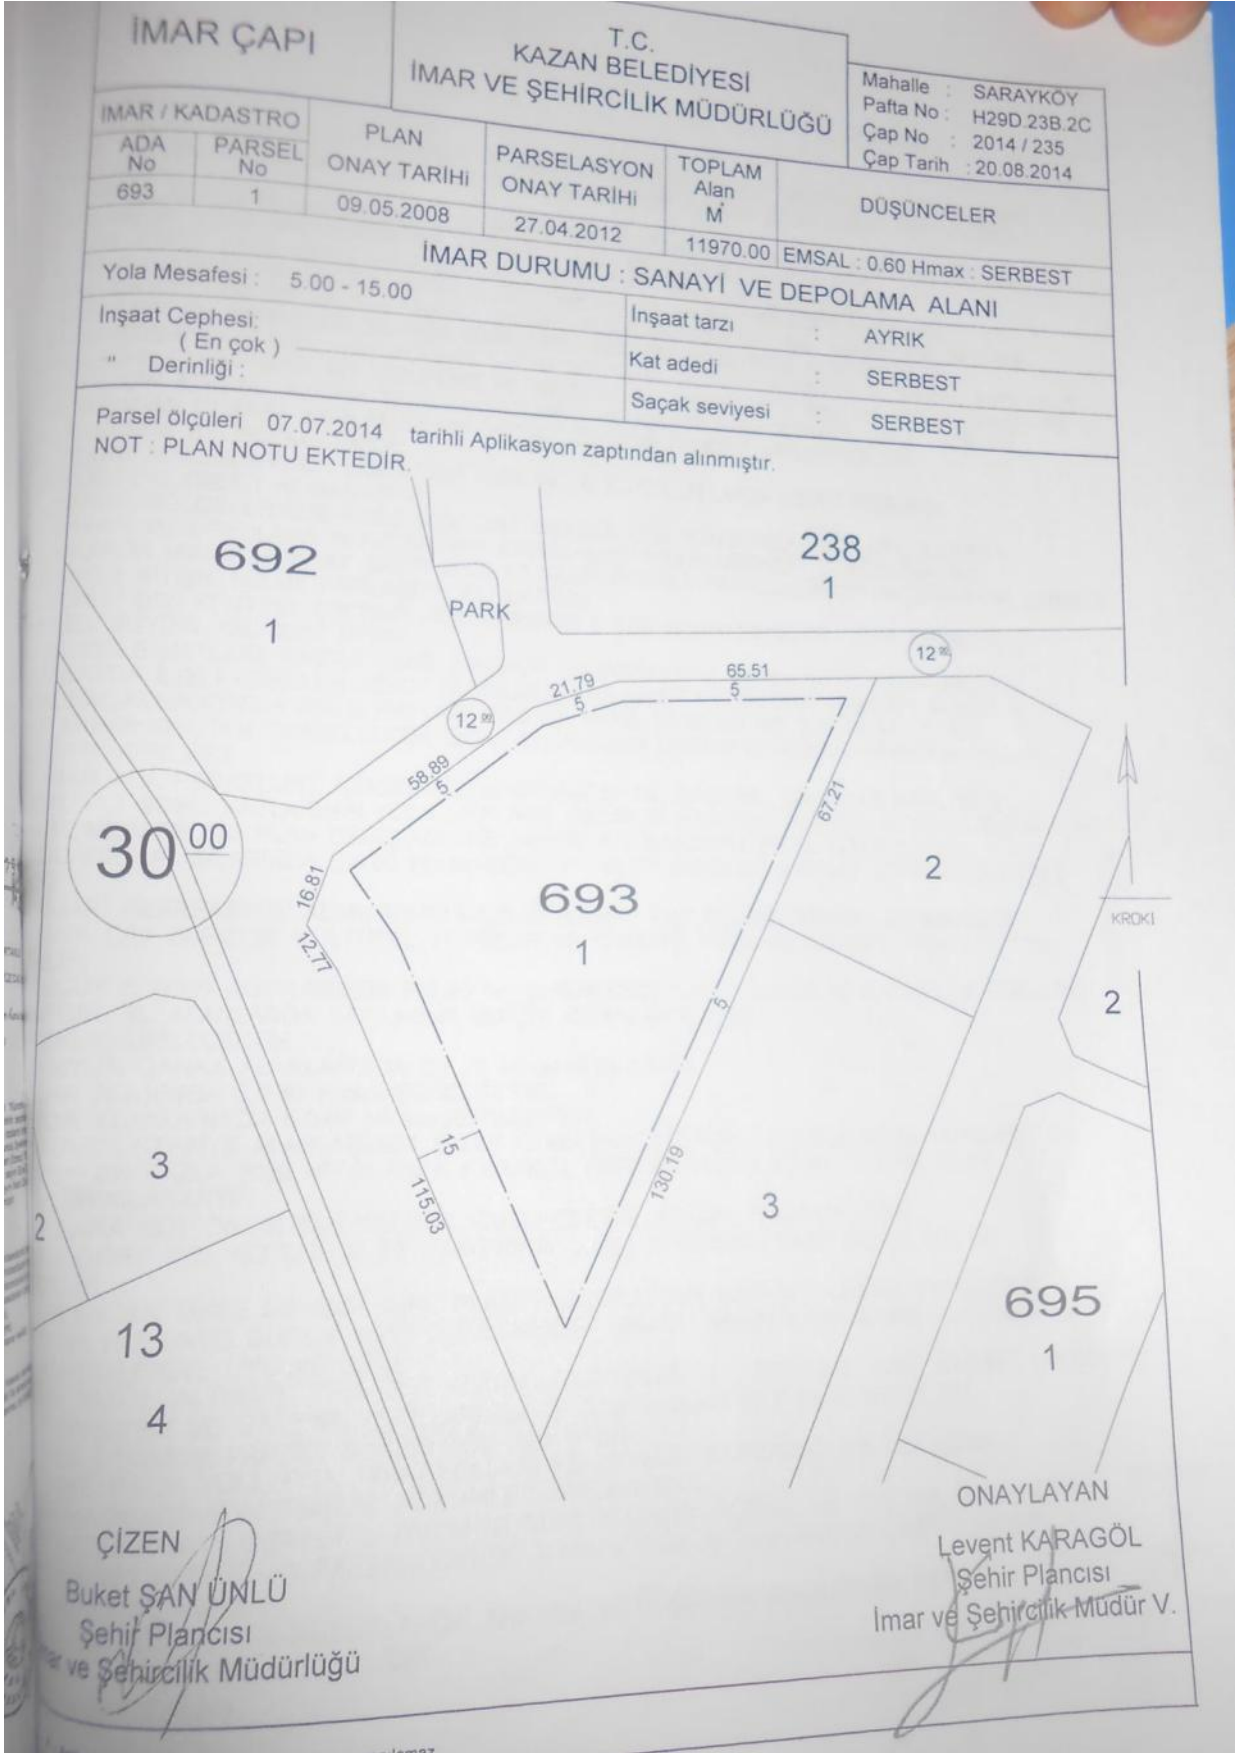 İMAR ÇAPI
T.C.
KAZAN BELEDİYESİ
İMAR VE ŞEHİRCİLİK MÜDÜRLÜĞÜ
Mahalle : SARAYKÖY
Pafta No : H29D.23B.2C
Çap No : 2014 / 235
Çap Tarih : 20.08.2014
İMAR / KADASTRO
ADA No
PARSEL No
PLAN ONAY TARİHi
PARSELASYON ONAY TARİHi
TOPLAM Alan M²
DÜŞÜNCELER
693 1 09.05.2008 27.04.2012 11970.00 EMSAL : 0.60 Hmax : SERBEST
İMAR DURUMU : SANAYİ VE DEPOLAMA ALANI
Yola Mesafesi : 5.00 - 15.00
İnşaat Cephesi:
( En çok )
" Derinliği :
İnşaat tarzı : AYRIK
Kat adedi : SERBEST
Saçak seviyesi : SERBEST
Parsel ölçüleri 07.07.2014 tarihli Aplikasyon zaptından alınmıştır.
NOT : PLAN NOTU EKTEDİR.
692
1
PARK
238
1
12.00
65.51
21.79
5
5
12.00
58.89
5
67.21
30 00
16.81
12.77
693
1
2
KROKİ
2
5
3
2
15
115.03
130.19
3
695
1
13
4
ÇİZEN
Buket ŞAN ÜNLÜ
Şehir Plancısı
ve Şehircilik Müdürlüğü
ONAYLAYAN
Levent KARAGÖL
Şehir Plancısı
İmar ve Şehircilik Müdür V.